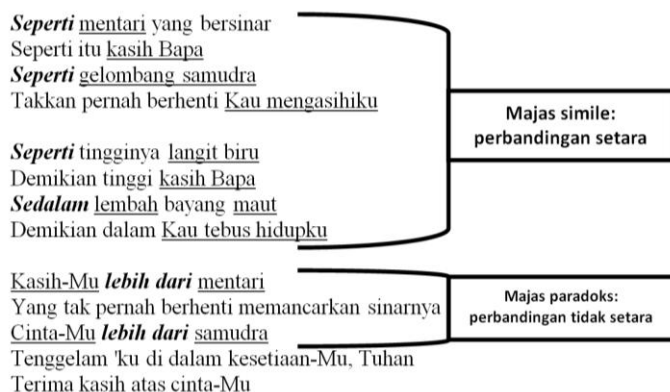 Seperti mentari yang bersinar
Seperti itu kasih Bapa
Seperti gelombang samudra
Takkan pernah berhenti Kau mengasihiku
Majas simile:
perbandingan setara
Seperti tingginya langit biru
Demikian tinggi kasih Bapa
Sedalam lembah bayang maut
Demikian dalam Kau tebus hidupku
Kasih-Mu lebih dari mentari
Yang tak pernah berhenti memancarkan sinarnya
Cinta-Mu lebih dari samudra
Tenggelam 'ku di dalam kesetiaan-Mu, Tuhan
Terima kasih atas cinta-Mu
Majas paradoks:
perbandingan tidak setara